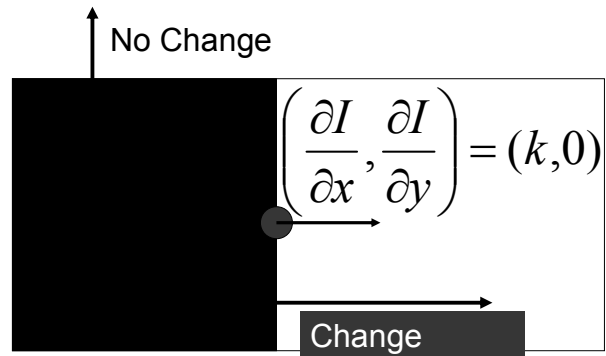 No Change
(∂I/∂x, ∂I/∂y) = (k,0)
Change